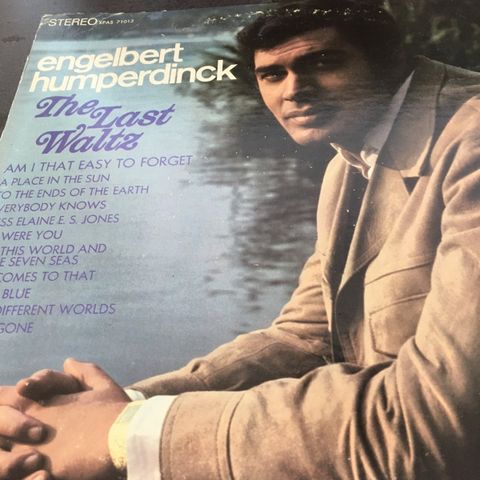 STEREO XPAS 71013
engelbert
humperdinck
The Last
Waltz
AM I THAT EASY TO FORGET
A PLACE IN THE SUN
TO THE ENDS OF THE EARTH
VERYBODY KNOWS
SS ELAINE E. S. JONES
WERE YOU
THIS WORLD AND
E SEVEN SEAS
COMES TO THAT
BLUE
DIFFERENT WORLDS
GONE